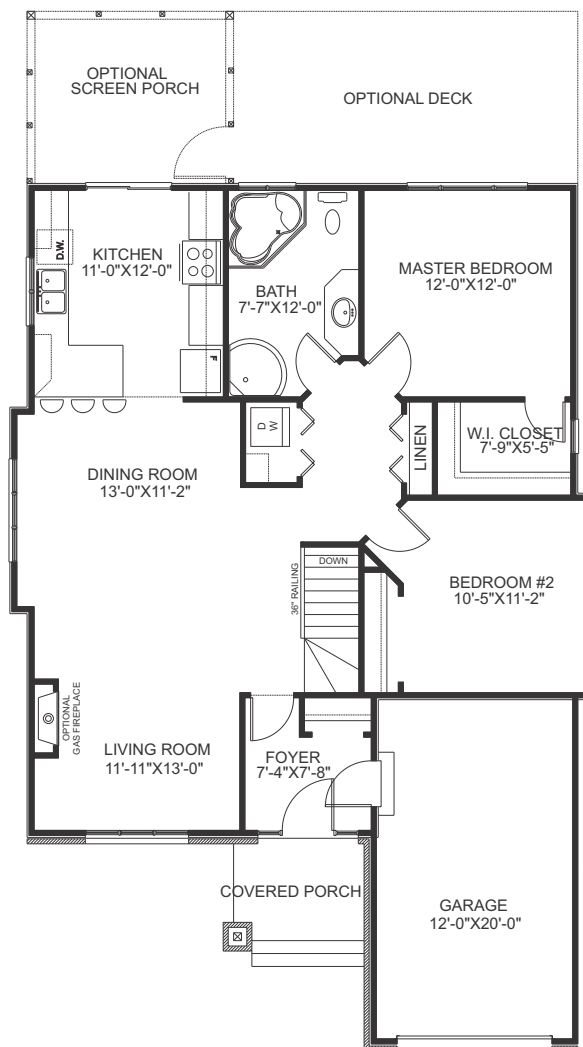 OPTIONAL
SCREEN PORCH
OPTIONAL DECK
KITCHEN
11'-0"X12'-0"
D.W.
BATH
7'-7"X12'-0"
MASTER BEDROOM
12'-0"X12'-0"
F
D
W
LINEN
W.I. CLOSET
7'-9"X5'-5"
DINING ROOM
13'-0"X11'-2"
DOWN
36" RAILING
BEDROOM #2
10'-5"X11'-2"
OPTIONAL
GAS FIREPLACE
LIVING ROOM
11'-11"X13'-0"
FOYER
7'-4"X7'-8"
COVERED PORCH
GARAGE
12'-0"X20'-0"